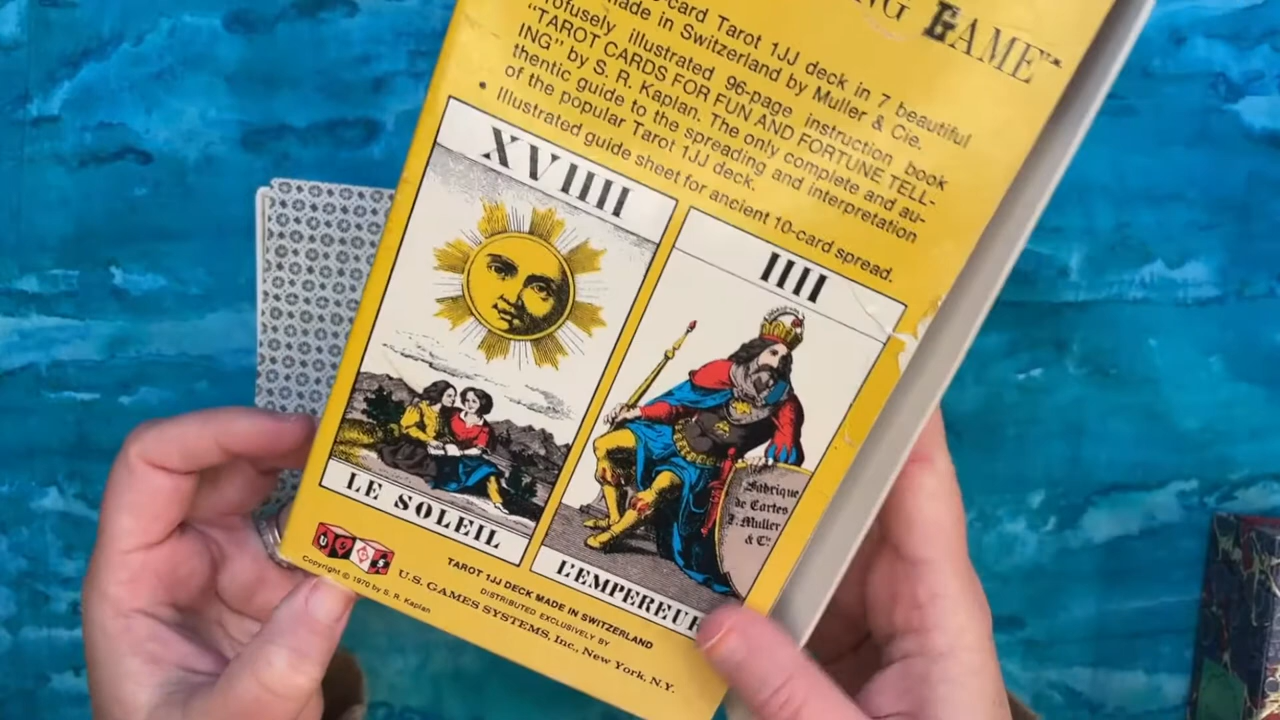 NG GAME™
-card Tarot 1JJ deck in 7 beautiful
made in Switzerland by Muller & Cie.
rofusely illustrated 96-page instruction book
"TAROT CARDS FOR FUN AND FORTUNE TELL-
ING" by S. R. Kaplan. The only complete and au-
thentic guide to the spreading and interpretation
of the popular Tarot 1JJ deck.
• Illustrated guide sheet for ancient 10-card spread.
XVIIII
LE SOLEIL
IIII
Fabrique
de Cartes
J. Muller
& Cie
L'EMPEREUR
USGS
Copyright © 1970 by S. R. Kaplan
TAROT 1JJ DECK MADE IN SWITZERLAND
DISTRIBUTED EXCLUSIVELY BY
U.S. GAMES SYSTEMS, Inc., New York, N.Y.